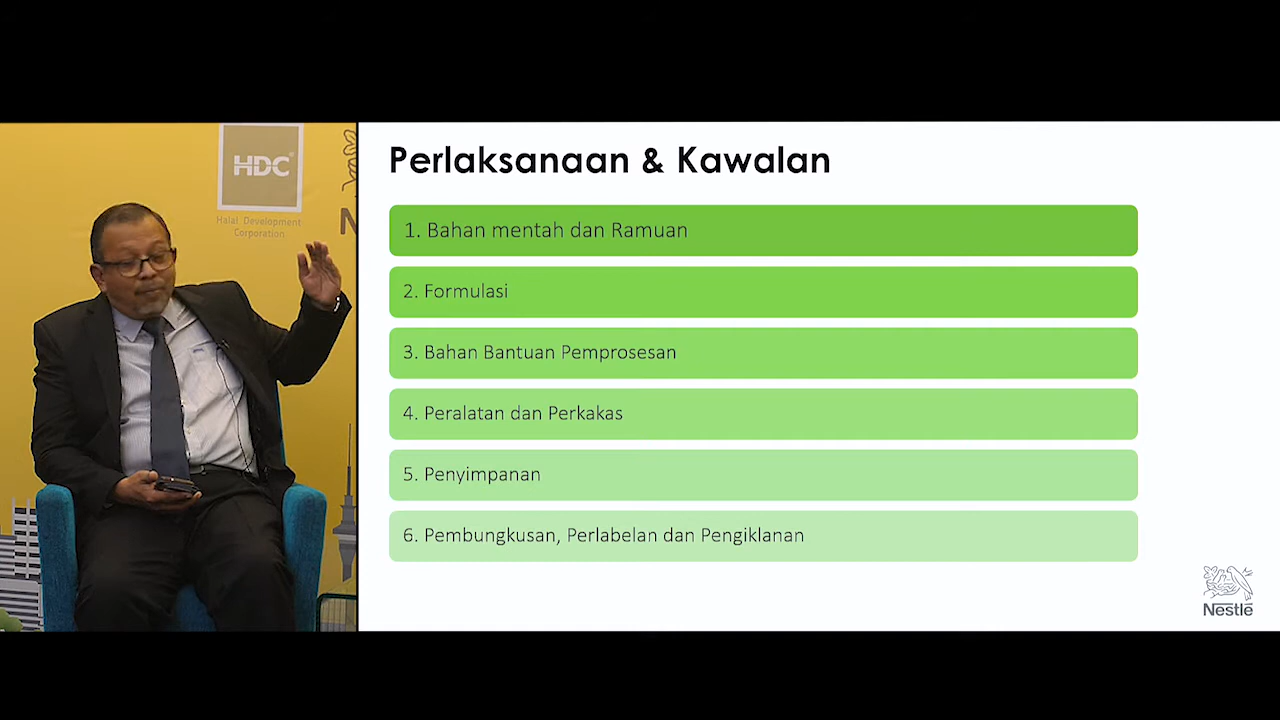 HDC
Halal Development
Corporation
Perlaksanaan & Kawalan
1. Bahan mentah dan Ramuan
2. Formulasi
3. Bahan Bantuan Pemprosesan
4. Peralatan dan Perkakas
5. Penyimpanan
6. Pembungkusan, Perlabelan dan Pengiklanan
Nestlé